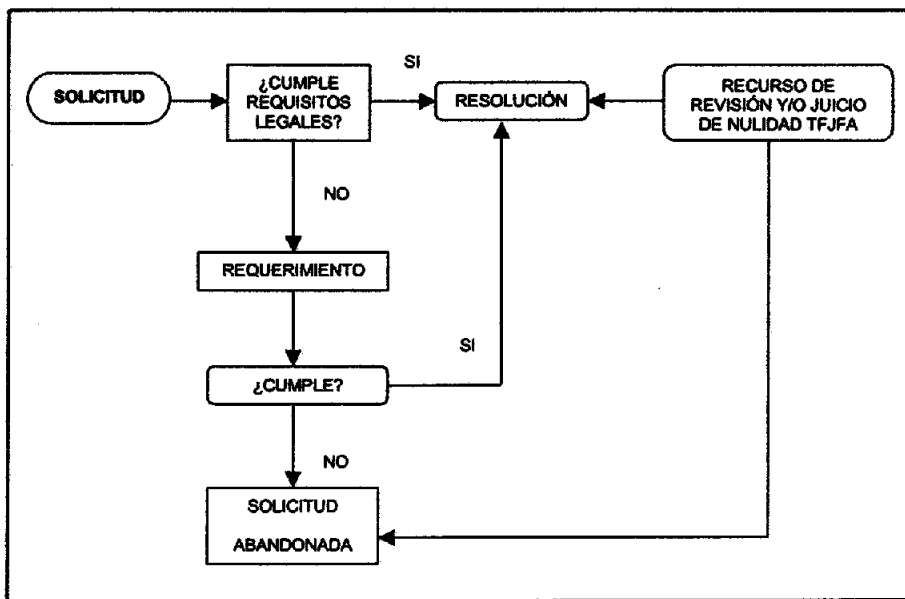 SOLICITUD
¿CUMPLE
REQUISITOS
LEGALES?
SI
RESOLUCIÓN
RECURSO DE
REVISIÓN Y/O JUICIO
DE NULIDAD TFJFA
NO
REQUERIMIENTO
SI
¿CUMPLE?
NO
SOLICITUD
ABANDONADA